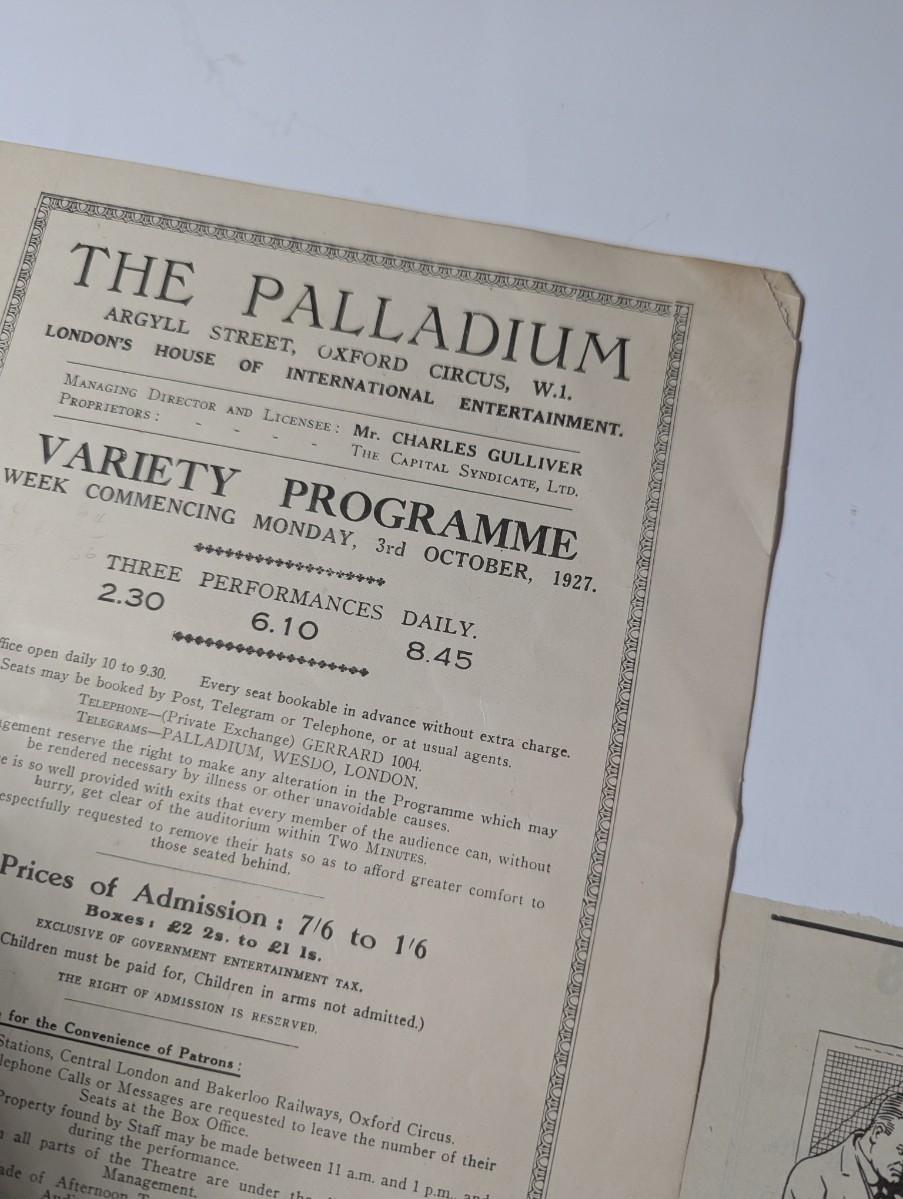 THE PALLADIUM
ARGYLL STREET, OXFORD CIRCUS, W.1.
LONDON'S HOUSE OF INTERNATIONAL ENTERTAINMENT.
MANAGING DIRECTOR AND LICENSEE: Mr. CHARLES GULLIVER
PROPRIETORS: - - - - THE CAPITAL SYNDICATE, LTD.
VARIETY PROGRAMME
WEEK COMMENCING MONDAY, 3rd OCTOBER, 1927.
THREE PERFORMANCES DAILY.
2.30 6.10 8.45
open daily 10 to 9.30. Every seat bookable in advance without extra charge.
Seats may be booked by Post, Telegram or Telephone, or at usual agents.
TELEPHONE—(Private Exchange) GERRARD 1004.
TELEGRAMS—PALLADIUM, WESDO, LONDON.
reserve the right to make any alteration in the Programme which may
be rendered necessary by illness or other unavoidable causes.
is so well provided with exits that every member of the audience can, without
hurry, get clear of the auditorium within TWO MINUTES.
requested to remove their hats so as to afford greater comfort to
those seated behind.
Prices of Admission: 7/6 to 1/6
Boxes: £2 2s. to £1 1s.
EXCLUSIVE OF GOVERNMENT ENTERTAINMENT TAX.
Children must be paid for, Children in arms not admitted.)
THE RIGHT OF ADMISSION IS RESERVED.
for the Convenience of Patrons:
Stations, Central London and Bakerloo Railways, Oxford Circus.
Calls or Messages are requested to leave the number of their
Seats at the Box Office.
Property found by Staff may be made between 11 a.m. and 1 p.m. and
during the performance.
all parts of the Theatre are under the
Management.
of Afternoon